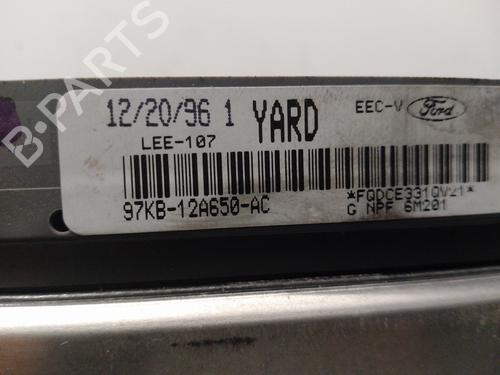 12/20/96 1 YARD EEC-V Ford
LEE-107
97KB-12A650-AC
*FQDCE331QV21*
G NPF 6M201
B-PARTS